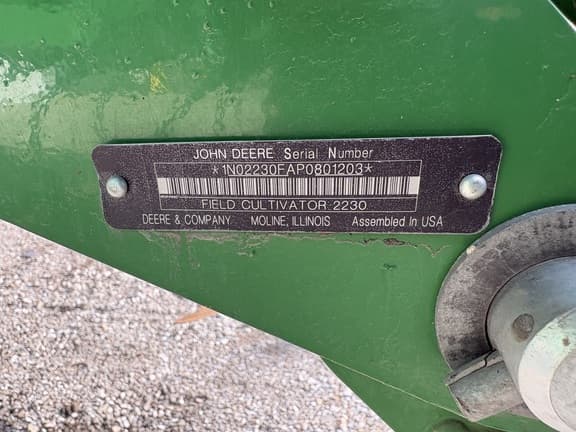 JOHN DEERE Serial Number
*1N02230EAP0801203*
FIELD CULTIVATOR 2230
DEERE & COMPANY MOLINE, ILLINOIS Assembled in USA